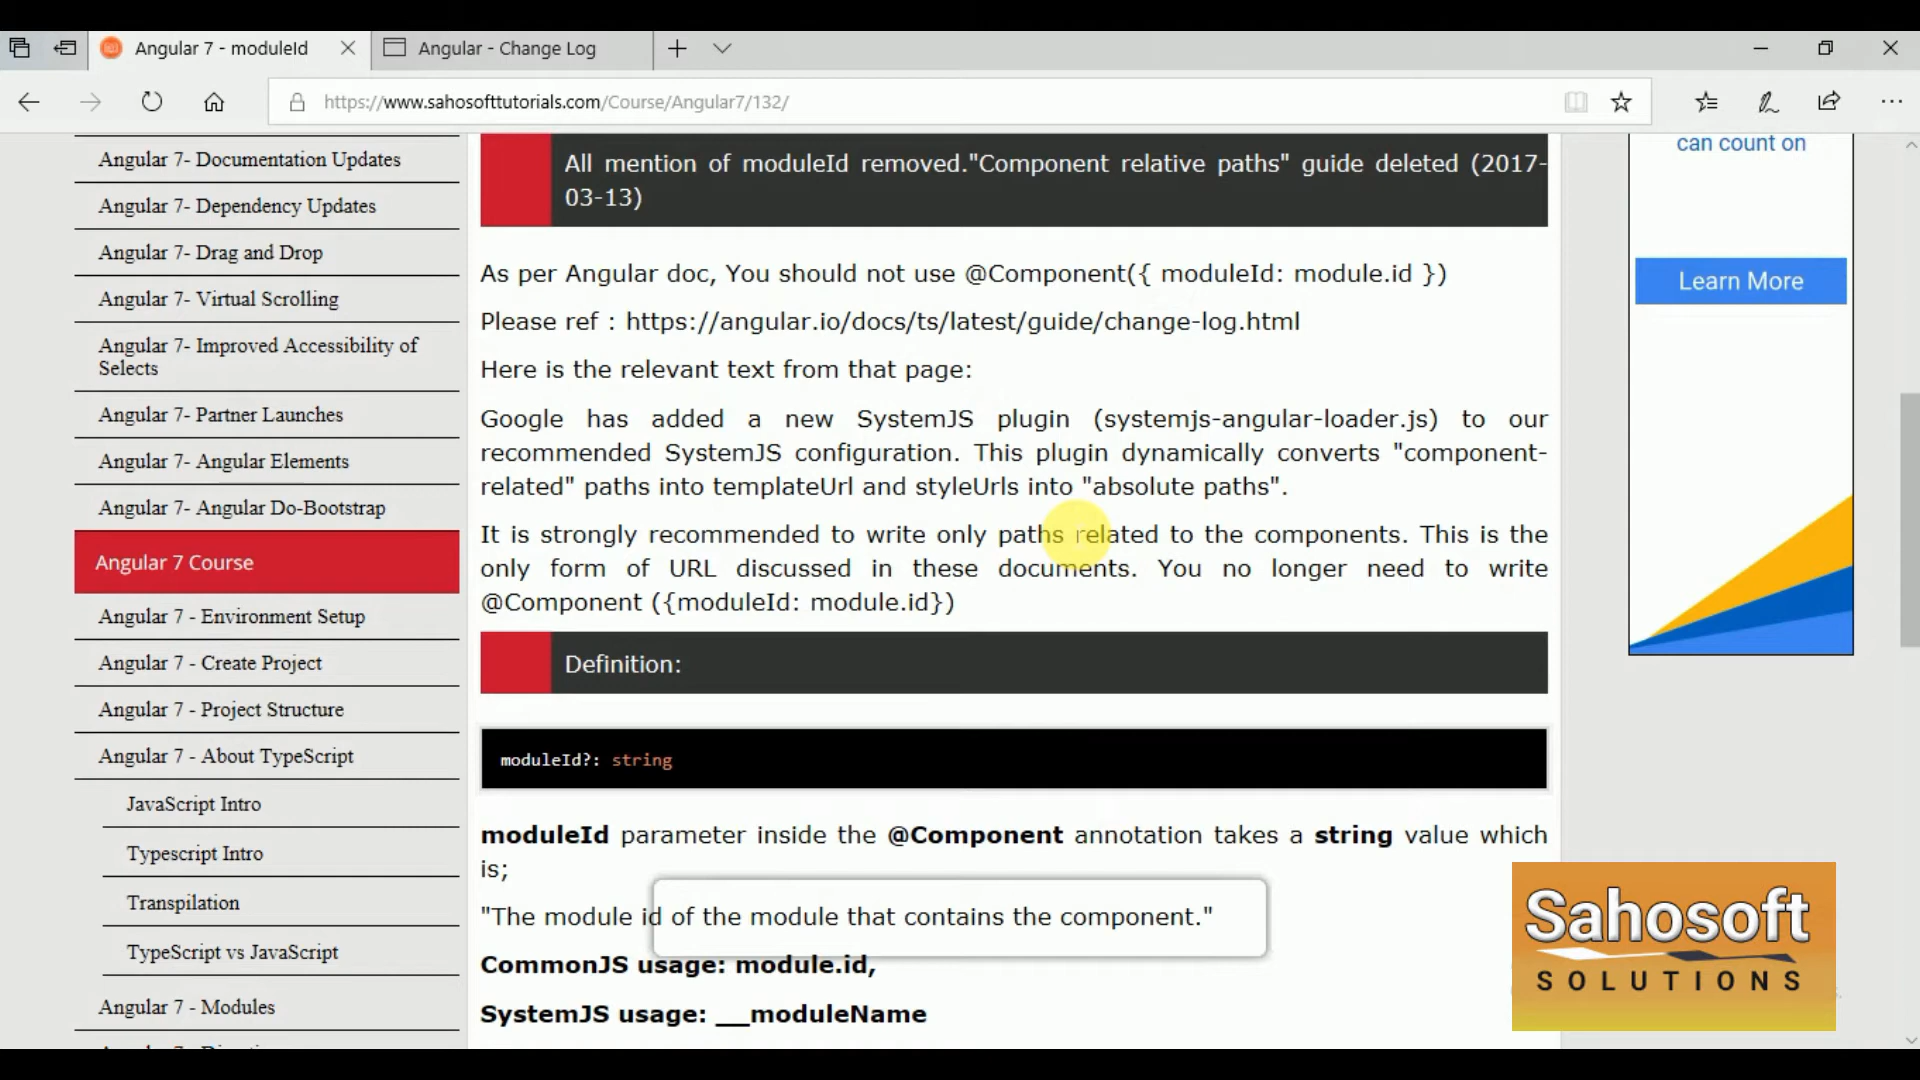 Angular 7 - moduleId
Angular - Change Log
https://www.sahosofttutorials.com/Course/Angular7/132/
Angular 7- Documentation Updates
Angular 7- Dependency Updates
Angular 7- Drag and Drop
Angular 7- Virtual Scrolling
Angular 7- Improved Accessibility of
Selects
Angular 7- Partner Launches
Angular 7- Angular Elements
Angular 7- Angular Do-Bootstrap
Angular 7 Course
Angular 7 - Environment Setup
Angular 7 - Create Project
Angular 7 - Project Structure
Angular 7 - About TypeScript
JavaScript Intro
Typescript Intro
Transpilation
TypeScript vs JavaScript
Angular 7 - Modules
All mention of moduleId removed."Component relative paths" guide deleted (2017-
03-13)
As per Angular doc, You should not use @Component({ moduleId: module.id })
Please ref : https://angular.io/docs/ts/latest/guide/change-log.html
Here is the relevant text from that page:
Google has added a new SystemJS plugin (systemjs-angular-loader.js) to our
recommended SystemJS configuration. This plugin dynamically converts "component-
related" paths into templateUrl and styleUrls into "absolute paths".
It is strongly recommended to write only paths related to the components. This is the
only form of URL discussed in these documents. You no longer need to write
@Component ({moduleId: module.id})
Definition:
moduleId?: string
moduleId parameter inside the @Component annotation takes a string value which
is;
"The module id of the module that contains the component."
CommonJS usage: module.id,
SystemJS usage: __moduleName
can count on
Learn More
Sahosoft
SOLUTIONS